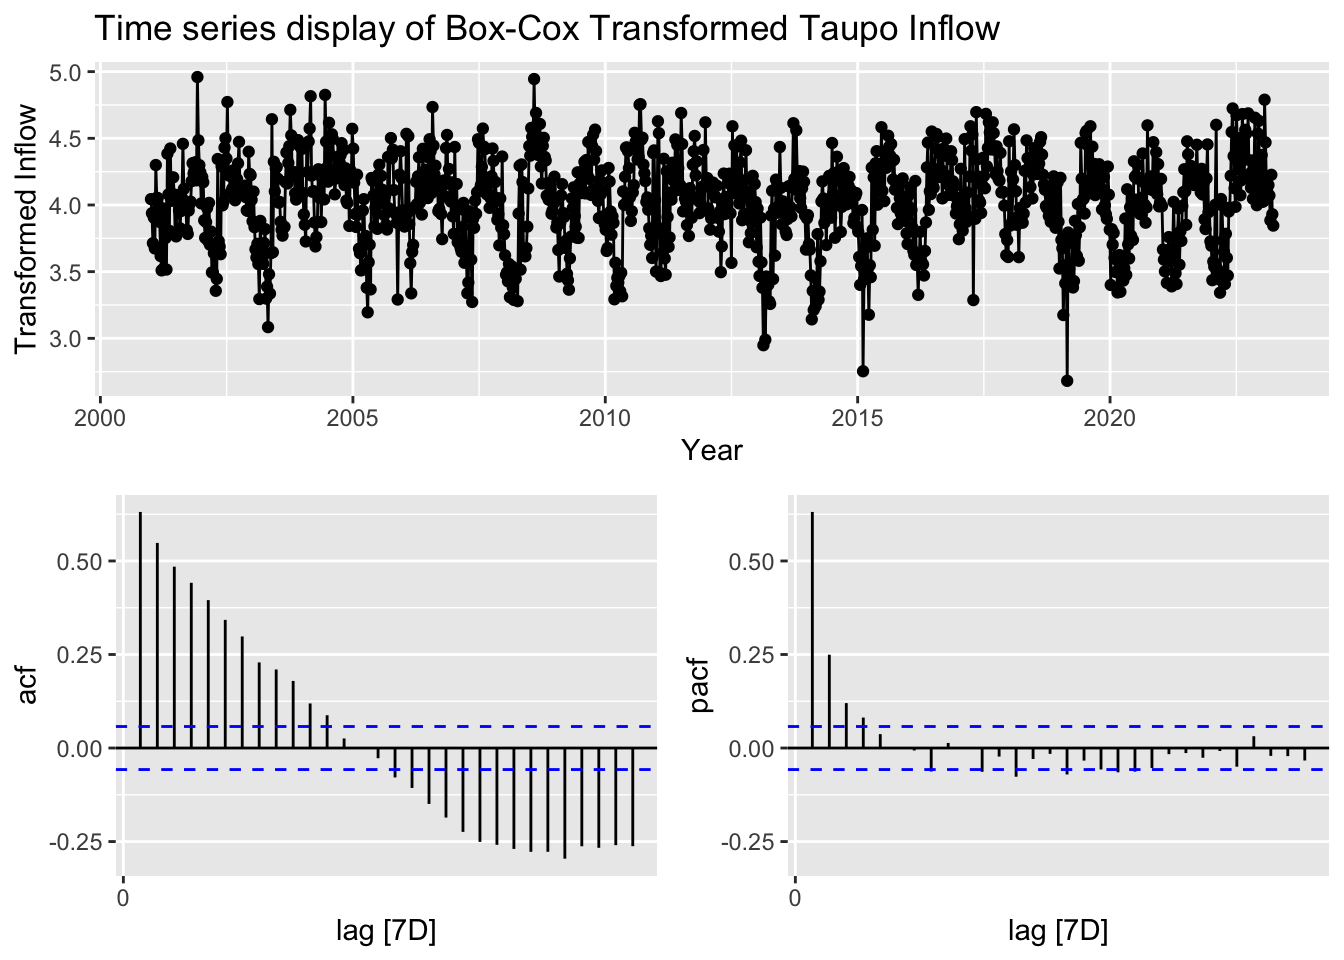 Time series display of Box-Cox Transformed Taupo Inflow
Transformed Inflow
5.0
4.5
4.0
3.5
3.0
2000 2005 2010 2015 2020
Year
acf
0.50
0.25
0.00
-0.25
0
lag [7D]
pacf
0.50
0.25
0.00
-0.25
0
lag [7D]